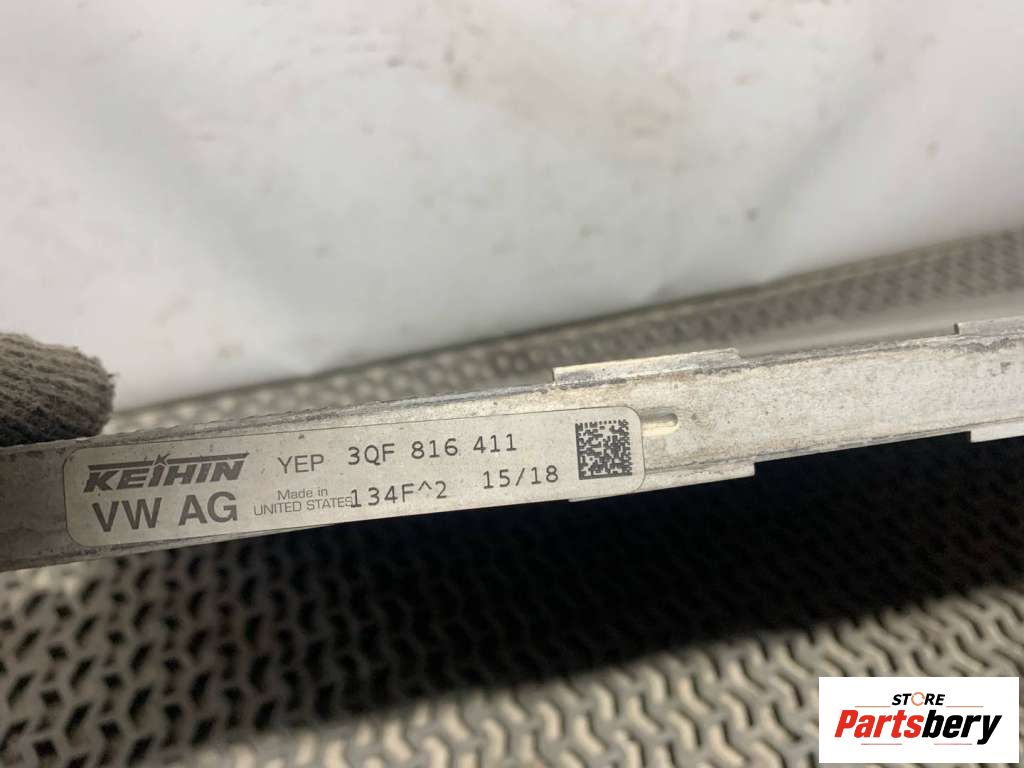 KEIHIN YEP 3QF 816 411
VW AG Made in UNITED STATES 134F^2 15/18
STORE
Partsbery